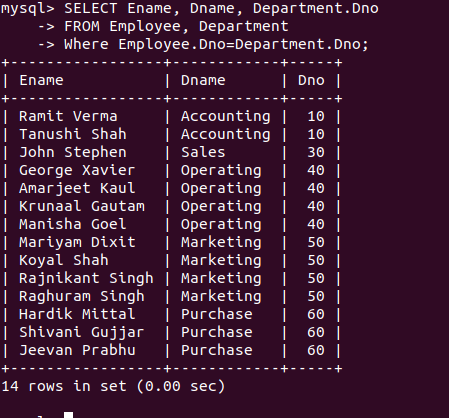 mysql> SELECT Ename, Dname, Department.Dno
    -> FROM Employee, Department
    -> Where Employee.Dno=Department.Dno;
+-----------------+------------+-----+
| Ename           | Dname      | Dno |
+-----------------+------------+-----+
| Ramit Verma     | Accounting |  10 |
| Tanushi Shah    | Accounting |  10 |
| John Stephen    | Sales      |  30 |
| George Xavier   | Operating  |  40 |
| Amarjeet Kaul   | Operating  |  40 |
| Krunaal Gautam  | Operating  |  40 |
| Manisha Goel    | Operating  |  40 |
| Mariyam Dixit   | Marketing  |  50 |
| Koyal Shah      | Marketing  |  50 |
| Rajnikant Singh | Marketing  |  50 |
| Raghuram Singh  | Marketing  |  50 |
| Hardik Mittal   | Purchase   |  60 |
| Shivani Gujjar  | Purchase   |  60 |
| Jeevan Prabhu   | Purchase   |  60 |
+-----------------+------------+-----+
14 rows in set (0.00 sec)